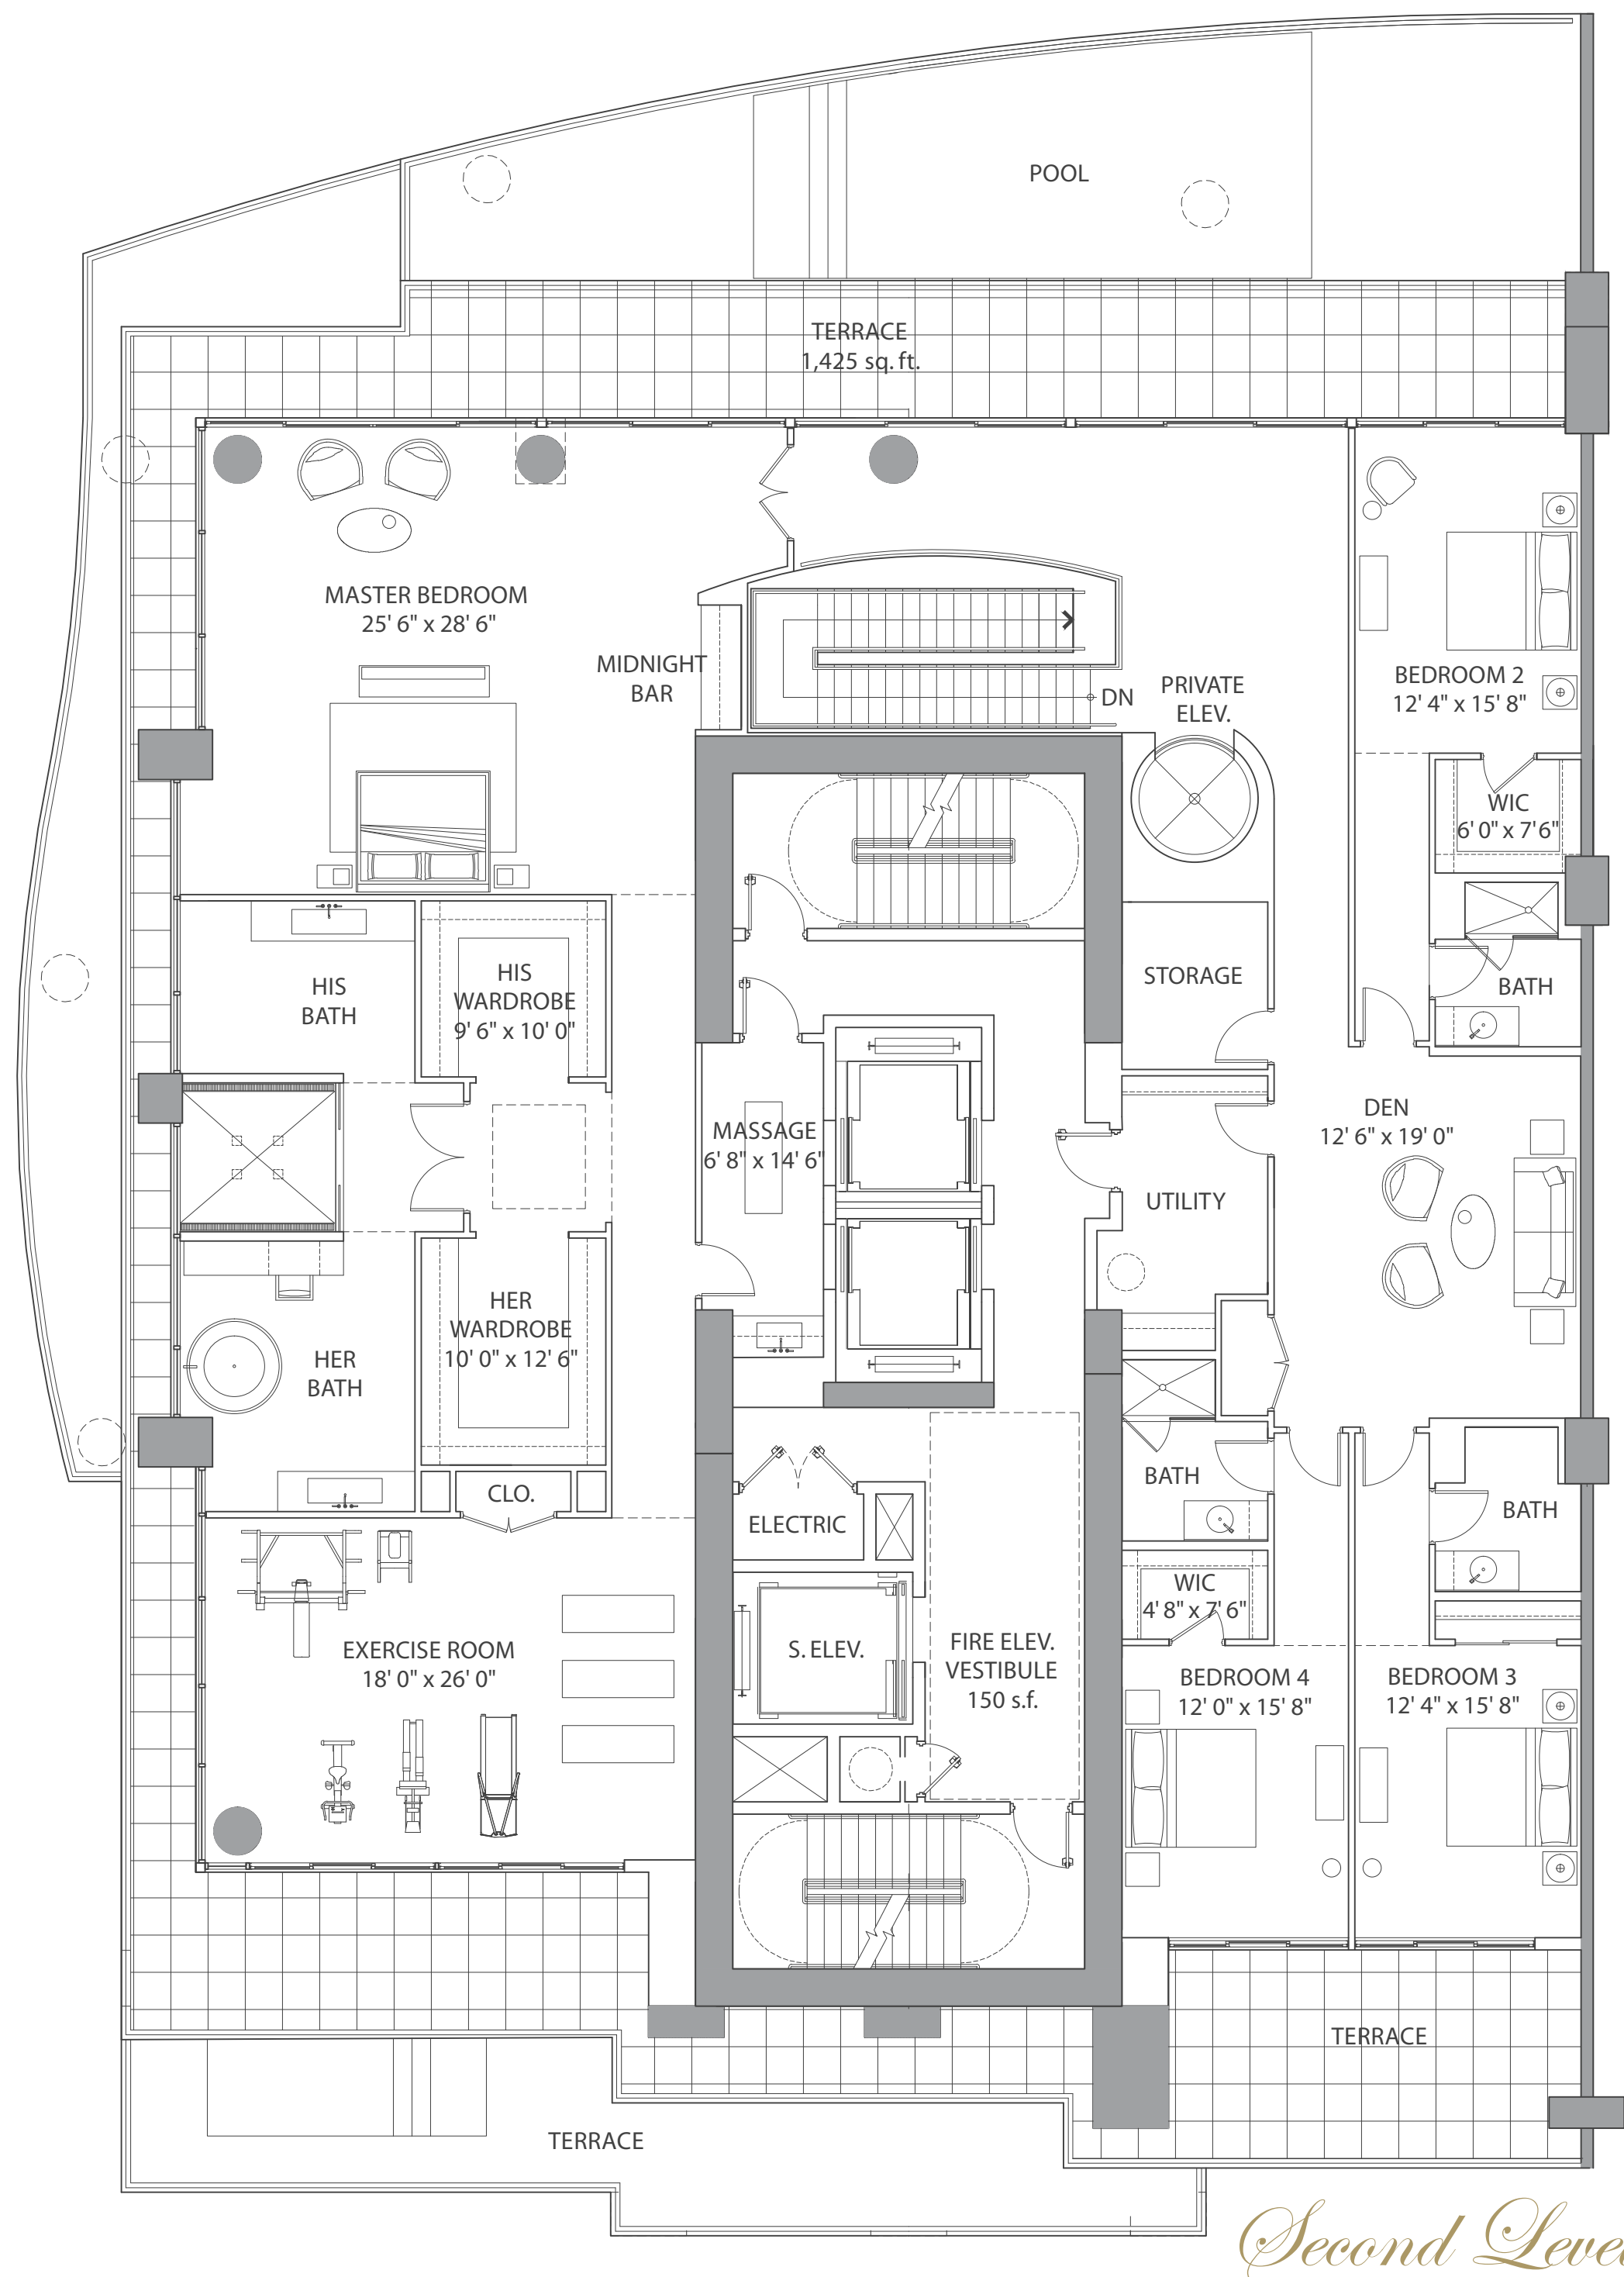 POOL
TERRACE
1,425 sq. ft.
MASTER BEDROOM
25' 6" x 28' 6"
MIDNIGHT
BAR
DN
PRIVATE
ELEV.
BEDROOM 2
12' 4" x 15' 8"
WIC
6' 0" x 7' 6"
HIS
BATH
HIS
WARDROBE
9' 6" x 10' 0"
STORAGE
BATH
MASSAGE
6' 8" x 14' 6"
DEN
12' 6" x 19' 0"
UTILITY
HER
WARDROBE
10' 0" x 12' 6"
HER
BATH
CLO.
ELECTRIC
BATH
BATH
WIC
4' 8" x 7' 6"
EXERCISE ROOM
18' 0" x 26' 0"
S. ELEV.
FIRE ELEV.
VESTIBULE
150 s.f.
BEDROOM 4
12' 0" x 15' 8"
BEDROOM 3
12' 4" x 15' 8"
TERRACE
TERRACE
Second Level